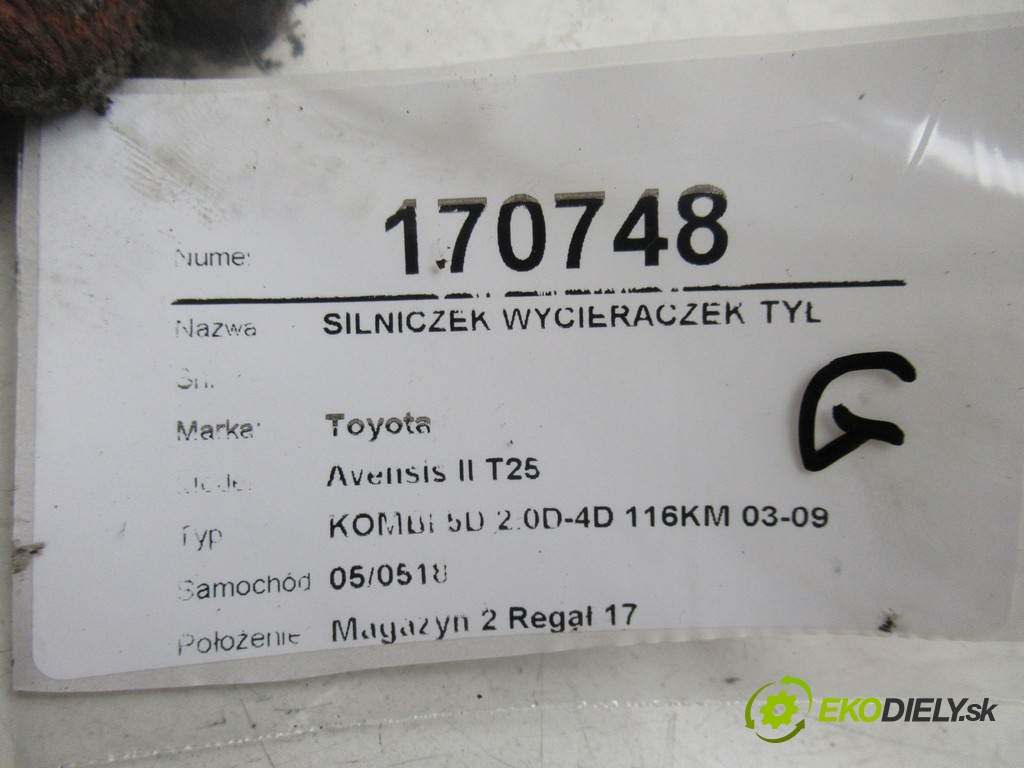 Numer 170748
Nazwa SILNICZEK WYCIERACZEK TYŁ
Sn.
Marka: Toyota
Avensis II T25
Typ KOMBI 5D 2.0D-4D 116KM 03-09
Samochód 05/0518
Położenie Magazyn 2 Regał 17
G
EKODIELY.sk